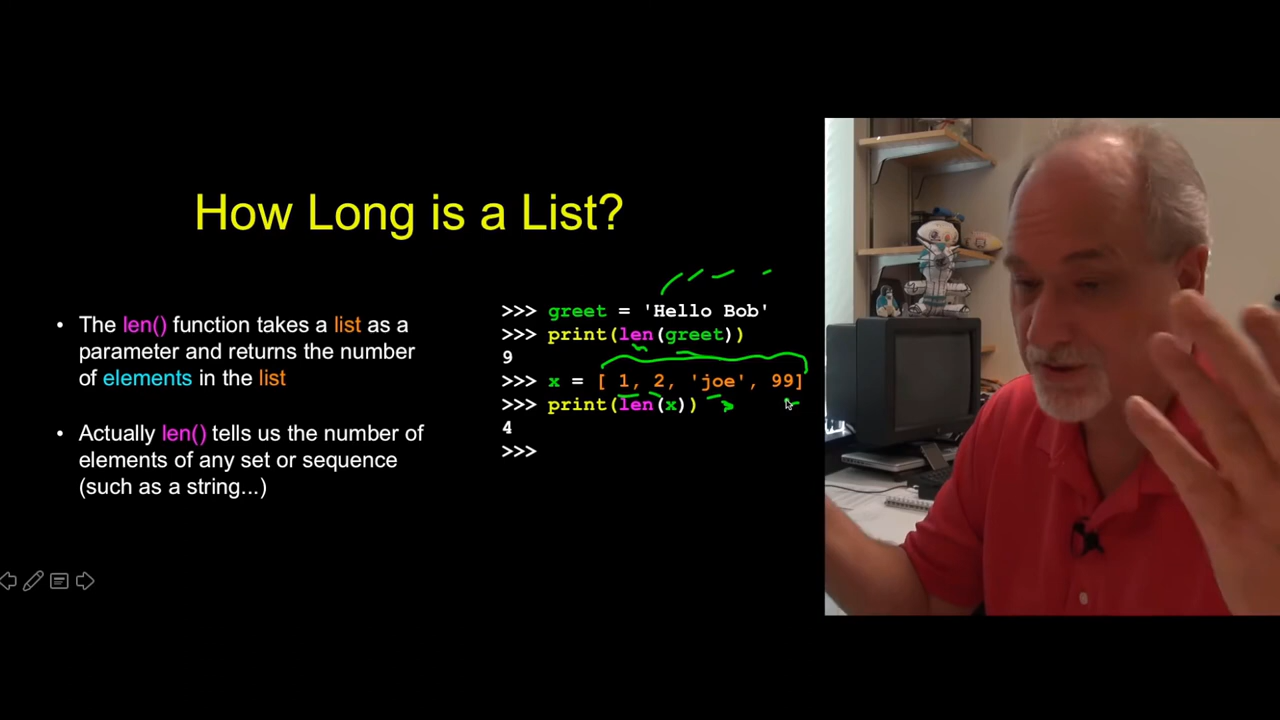 How Long is a List?
• The len() function takes a list as a
parameter and returns the number
of elements in the list
• Actually len() tells us the number of
elements of any set or sequence
(such as a string...)
>>> greet = 'Hello Bob'
>>> print(len(greet))
9
>>> x = [ 1, 2, 'joe', 99]
>>> print(len(x))
4
>>>